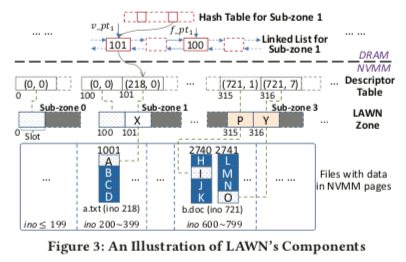 v_pt1
f_pt1
Hash Table for Sub-zone 1
... ...
... ...
101
100
Linked List for
Sub-zone 1
DRAM
NVMM
(0, 0)
...
(0, 0) (218, 0)
...
(721, 1) (721, 7)
...
Descriptor
Table
0
100 101
315 316
Sub-zone 0
Sub-zone 1
Sub-zone 3
LAWN
Zone
X
...
P Y
...
0
Slot
100 101
315 316
1001
2740 2741
A
B
C
D
H
I
J
K
L
M
N
O
... ...
... ...
... ...
Files with data
in NVMM pages
a.txt (ino 218)
b.doc (ino 721)
ino ≤ 199
ino 200~399
ino 600~799
Figure 3: An Illustration of LAWN's Components